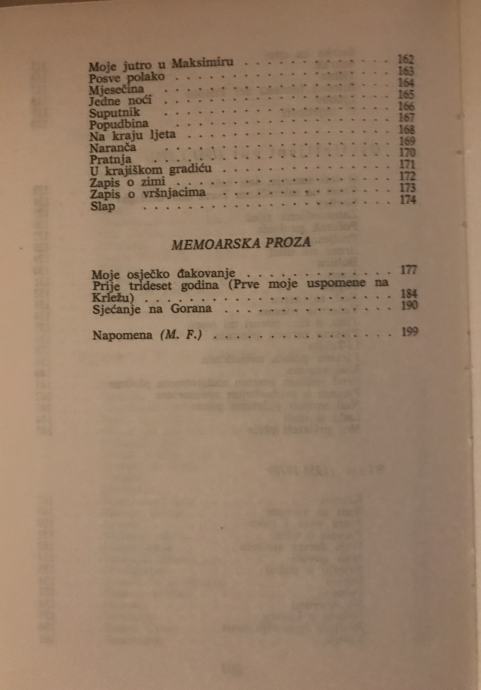 Moje jutro u Maksimiru . . . . . . . . . . . . 162
Posve polako . . . . . . . . . . . . . . . . 163
Mjesečina . . . . . . . . . . . . . . . . . 164
Jedne noći . . . . . . . . . . . . . . . . . 165
Suputnik . . . . . . . . . . . . . . . . . . 166
Popudbina . . . . . . . . . . . . . . . . . 167
Na kraju ljeta . . . . . . . . . . . . . . . . 168
Naranča . . . . . . . . . . . . . . . . . . 169
Pratnja . . . . . . . . . . . . . . . . . . 170
U krajiškom gradiću . . . . . . . . . . . . . 171
Zapis o zimi . . . . . . . . . . . . . . . . 172
Zapis o vršnjacima . . . . . . . . . . . . . . 173
Slap . . . . . . . . . . . . . . . . . . . 174
MEMOARSKA PROZA
Moje osječko đakovanje . . . . . . . . . . . 177
Prije trideset godina (Prve moje uspomene na
Krležu) . . . . . . . . . . . . . . . . . . 184
Sjećanje na Gorana . . . . . . . . . . . . . 190
Napomena (M. F.) . . . . . . . . . . . . . . 199